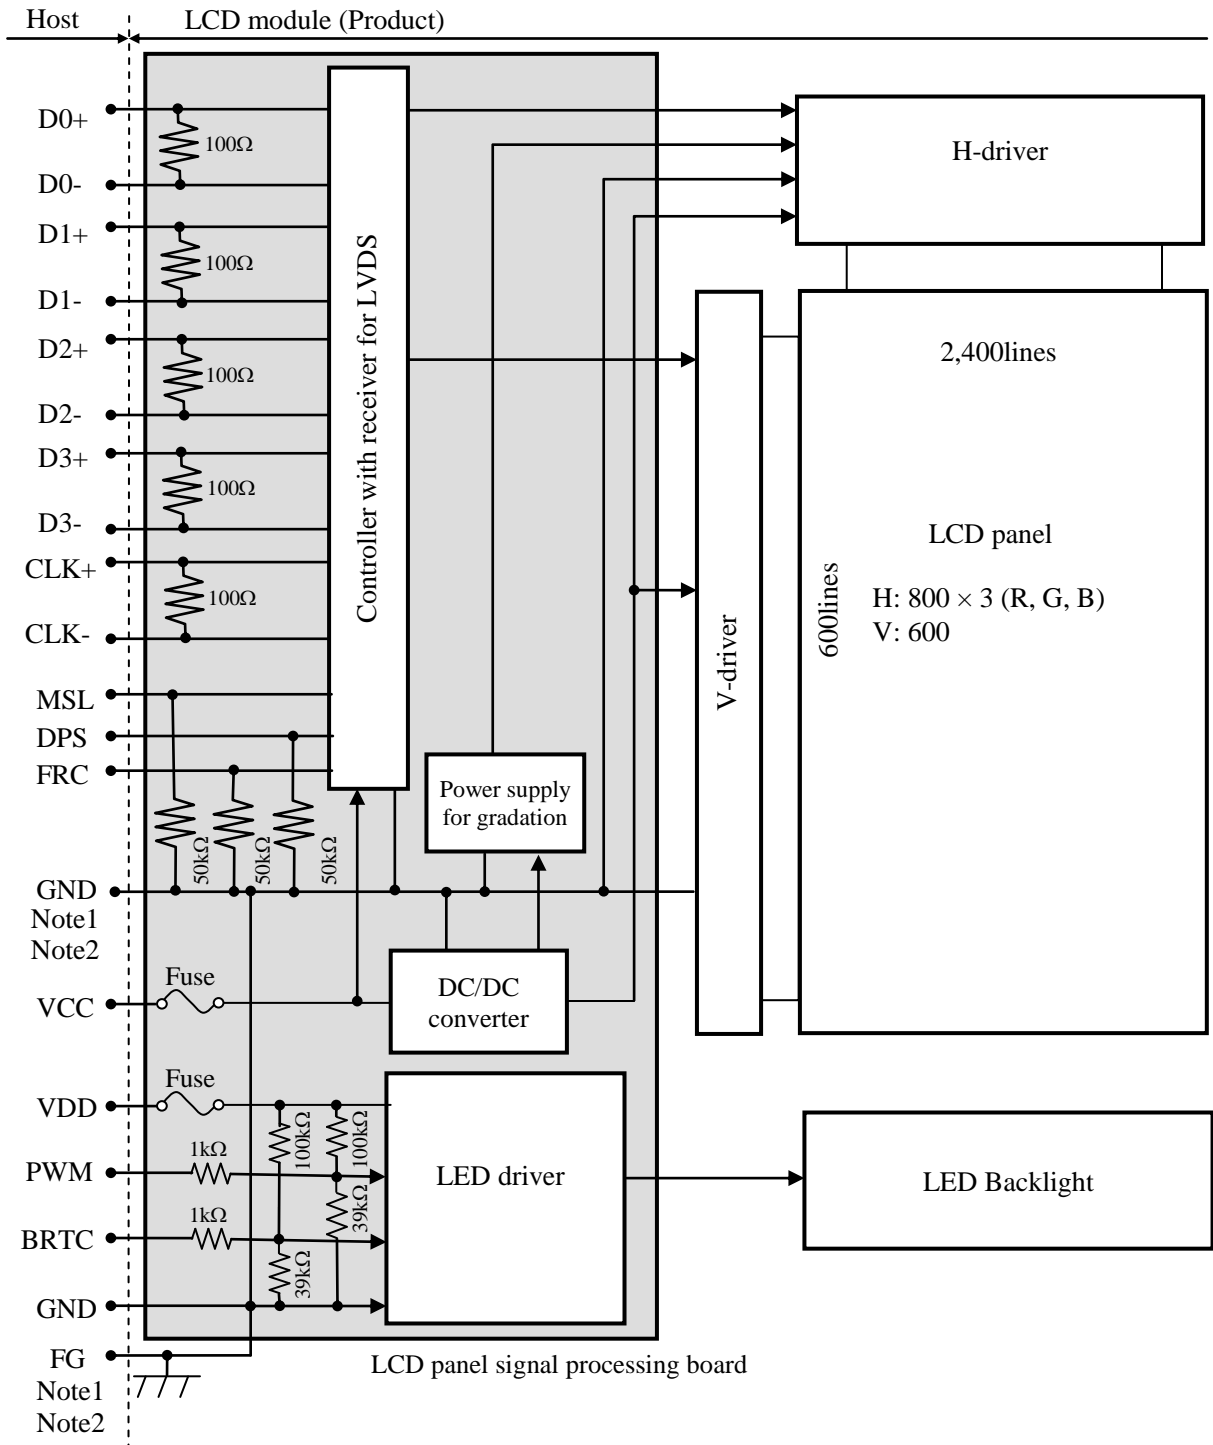 Host
LCD module (Product)
D0+
100Ω
D0-
D1+
100Ω
D1-
D2+
100Ω
D2-
D3+
100Ω
D3-
CLK+
100Ω
CLK-
MSL
DPS
FRC
50kΩ
50kΩ
50kΩ
GND
Note1
Note2
Controller with receiver for LVDS
Power supply
for gradation
H-driver
V-driver
2,400lines
600lines
LCD panel
H: 800 × 3 (R, G, B)
V: 600
VCC
Fuse
DC/DC
converter
VDD
Fuse
100kΩ
100kΩ
PWM
1kΩ
39kΩ
BRTC
1kΩ
39kΩ
GND
LED driver
LED Backlight
FG
Note1
Note2
LCD panel signal processing board